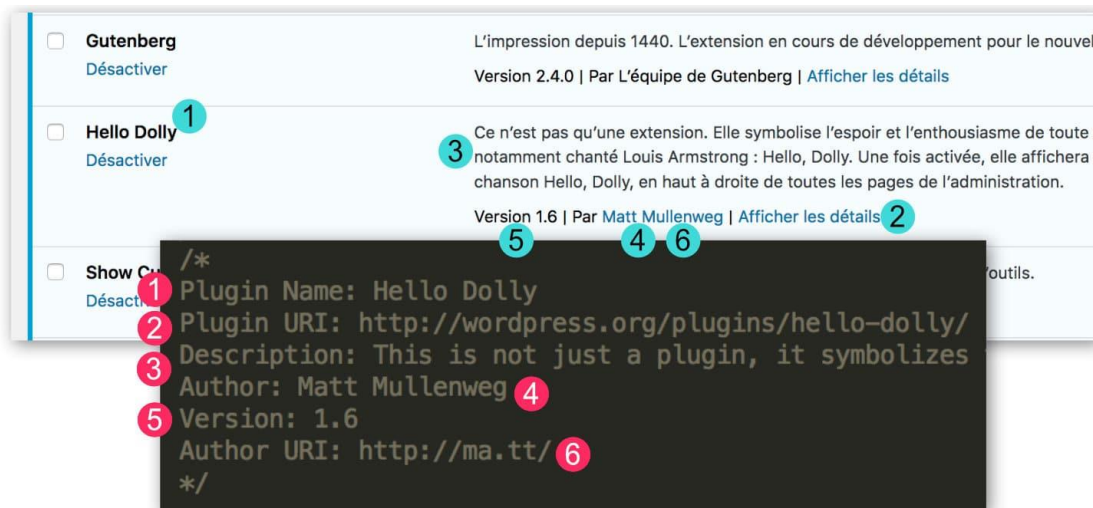 Gutenberg
L'impression depuis 1440. L'extension en cours de développement pour le nouvel
Désactiver
Version 2.4.0 | Par L'équipe de Gutenberg | Afficher les détails
1
Hello Dolly
Ce n'est pas qu'une extension. Elle symbolise l'espoir et l'enthousiasme de toute
Désactiver
3
notamment chanté Louis Armstrong : Hello, Dolly. Une fois activée, elle affichera
chanson Hello, Dolly, en haut à droite de toutes les pages de l'administration.
Version 1.6 | Par Matt Mullenweg | Afficher les détails 2
5 4 6
Show
outils.
/*
1 Plugin Name: Hello Dolly
2 Plugin URI: http://wordpress.org/plugins/hello-dolly/
3 Description: This is not just a plugin, it symbolizes
Author: Matt Mullenweg 4
5 Version: 1.6
Author URI: http://ma.tt/ 6
*/